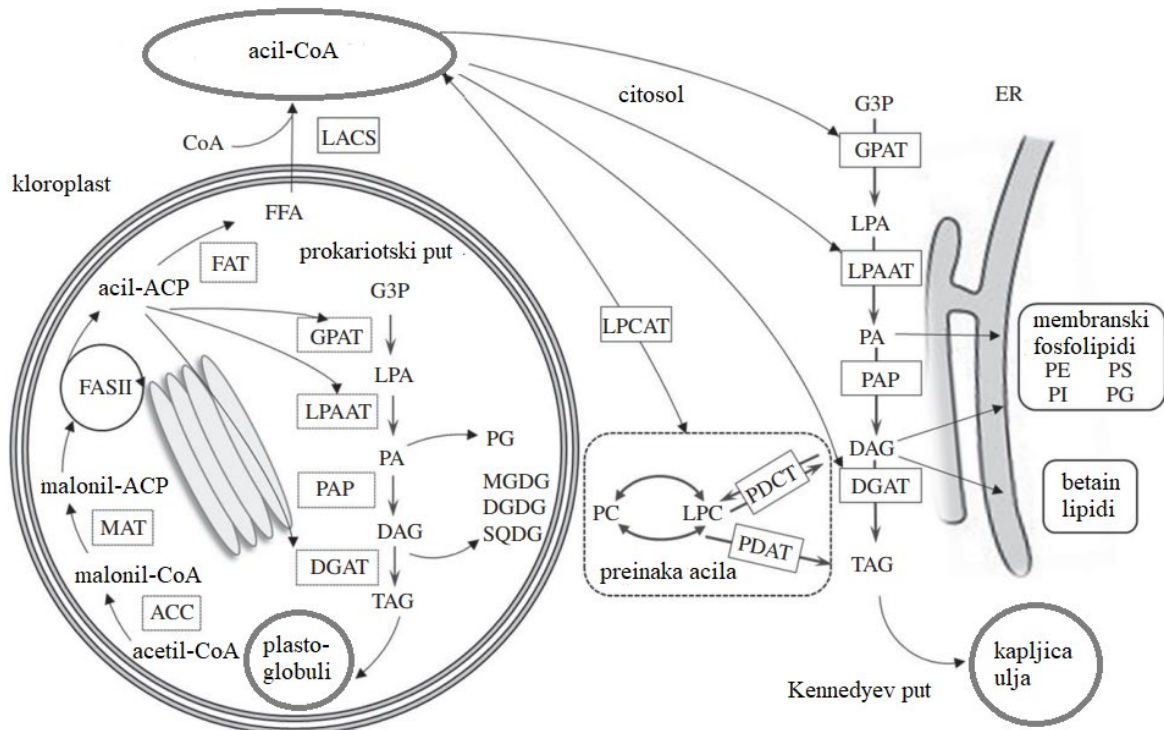 acil-CoA
citosol
G3P
ER
CoA
LACS
GPAT
kloroplast
FFA
LPA
FAT
prokariotski put
LPAAT
acil-ACP
G3P
GPAT
LPCAT
PA
membranski
fosfolipidi
PE PS
PI PG
FASII
LPA
PAP
LPAAT
PG
DAG
PA
MGDG
DGDG
SQDG
malonil-ACP
PAP
PDCT
DGAT
betain
lipidi
PC
LPC
MAT
DAG
PDAT
DGAT
preinaka acila
TAG
malonil-CoA
TAG
ACC
acetil-CoA
plasto-
globuli
kapljica
ulja
Kennedyev put